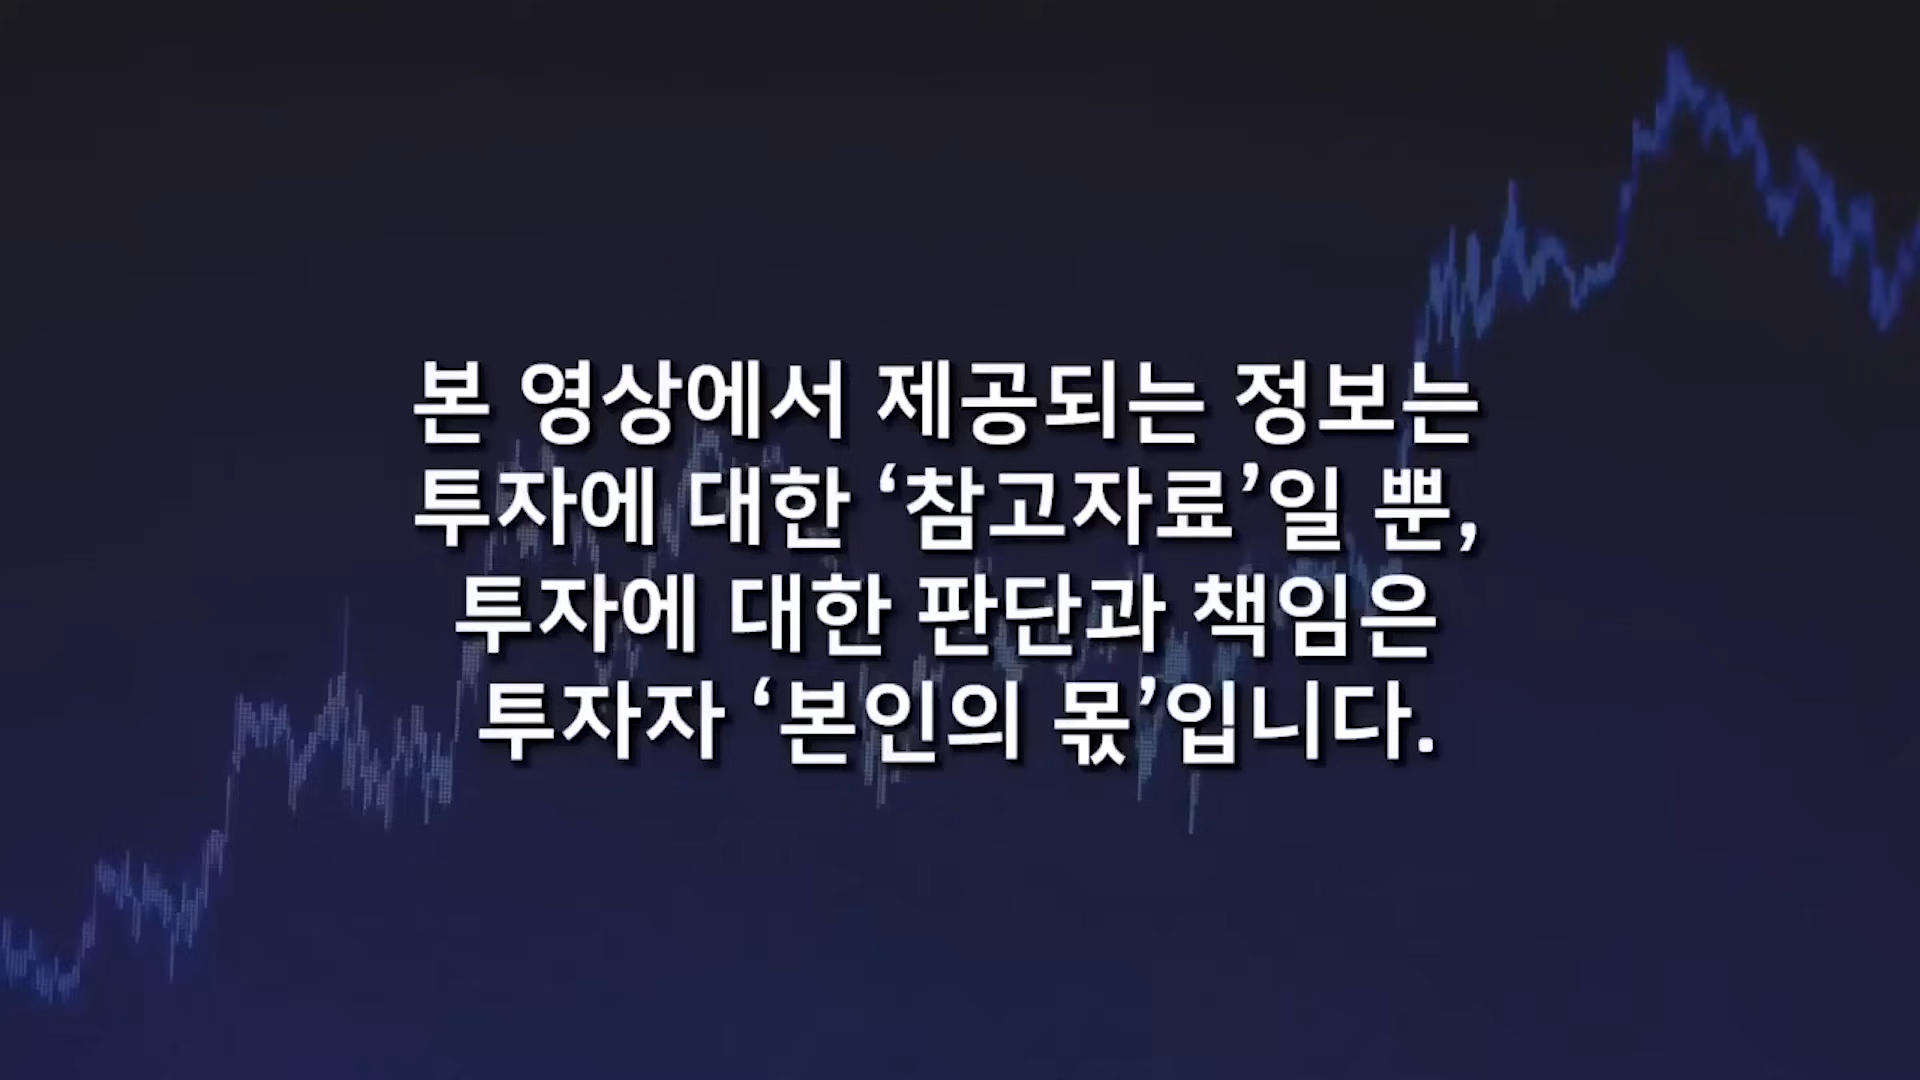 본 영상에서 제공되는 정보는
투자에 대한 ‘참고자료’일 뿐,
투자에 대한 판단과 책임은
투자자 ‘본인의 몫’입니다.